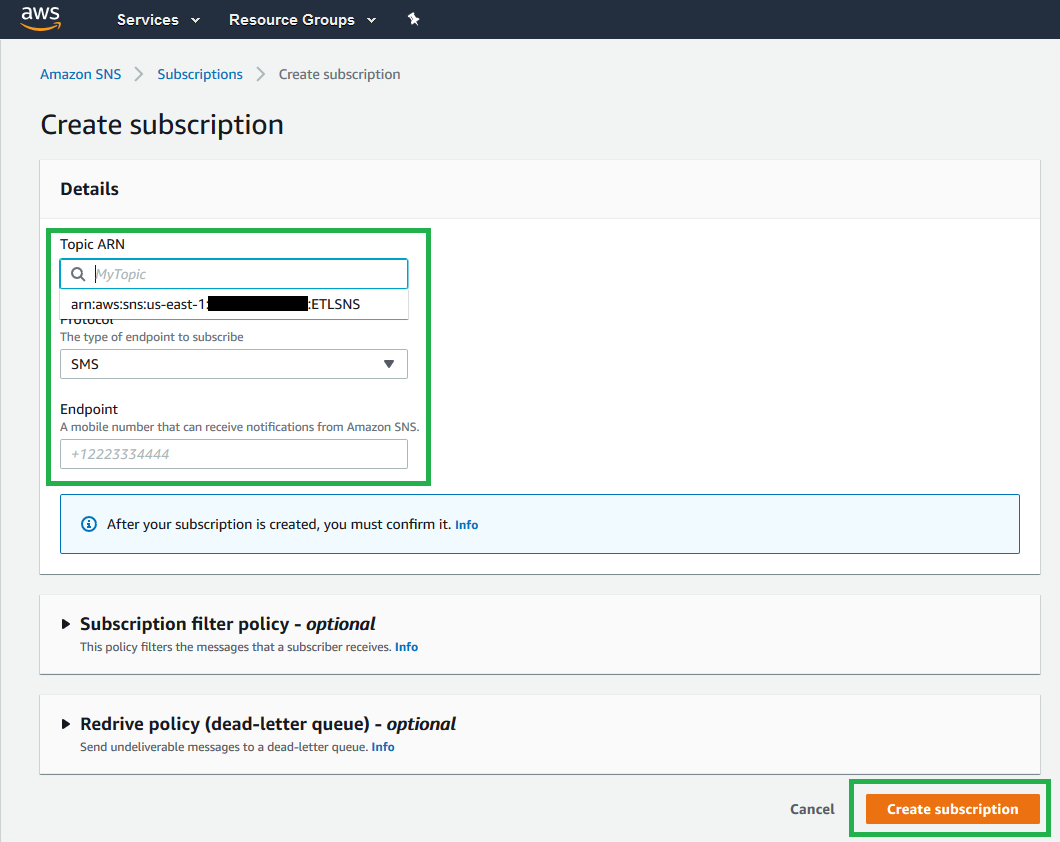 aws
Services
Resource Groups
Amazon SNS
Subscriptions
Create subscription
Create subscription
Details
Topic ARN
MyTopic
arn:aws:sns:us-east-1: :ETLSNS
Protocol
The type of endpoint to subscribe
SMS
Endpoint
A mobile number that can receive notifications from Amazon SNS.
+12223334444
After your subscription is created, you must confirm it. Info
Subscription filter policy - optional
This policy filters the messages that a subscriber receives. Info
Redrive policy (dead-letter queue) - optional
Send undeliverable messages to a dead-letter queue. Info
Cancel
Create subscription